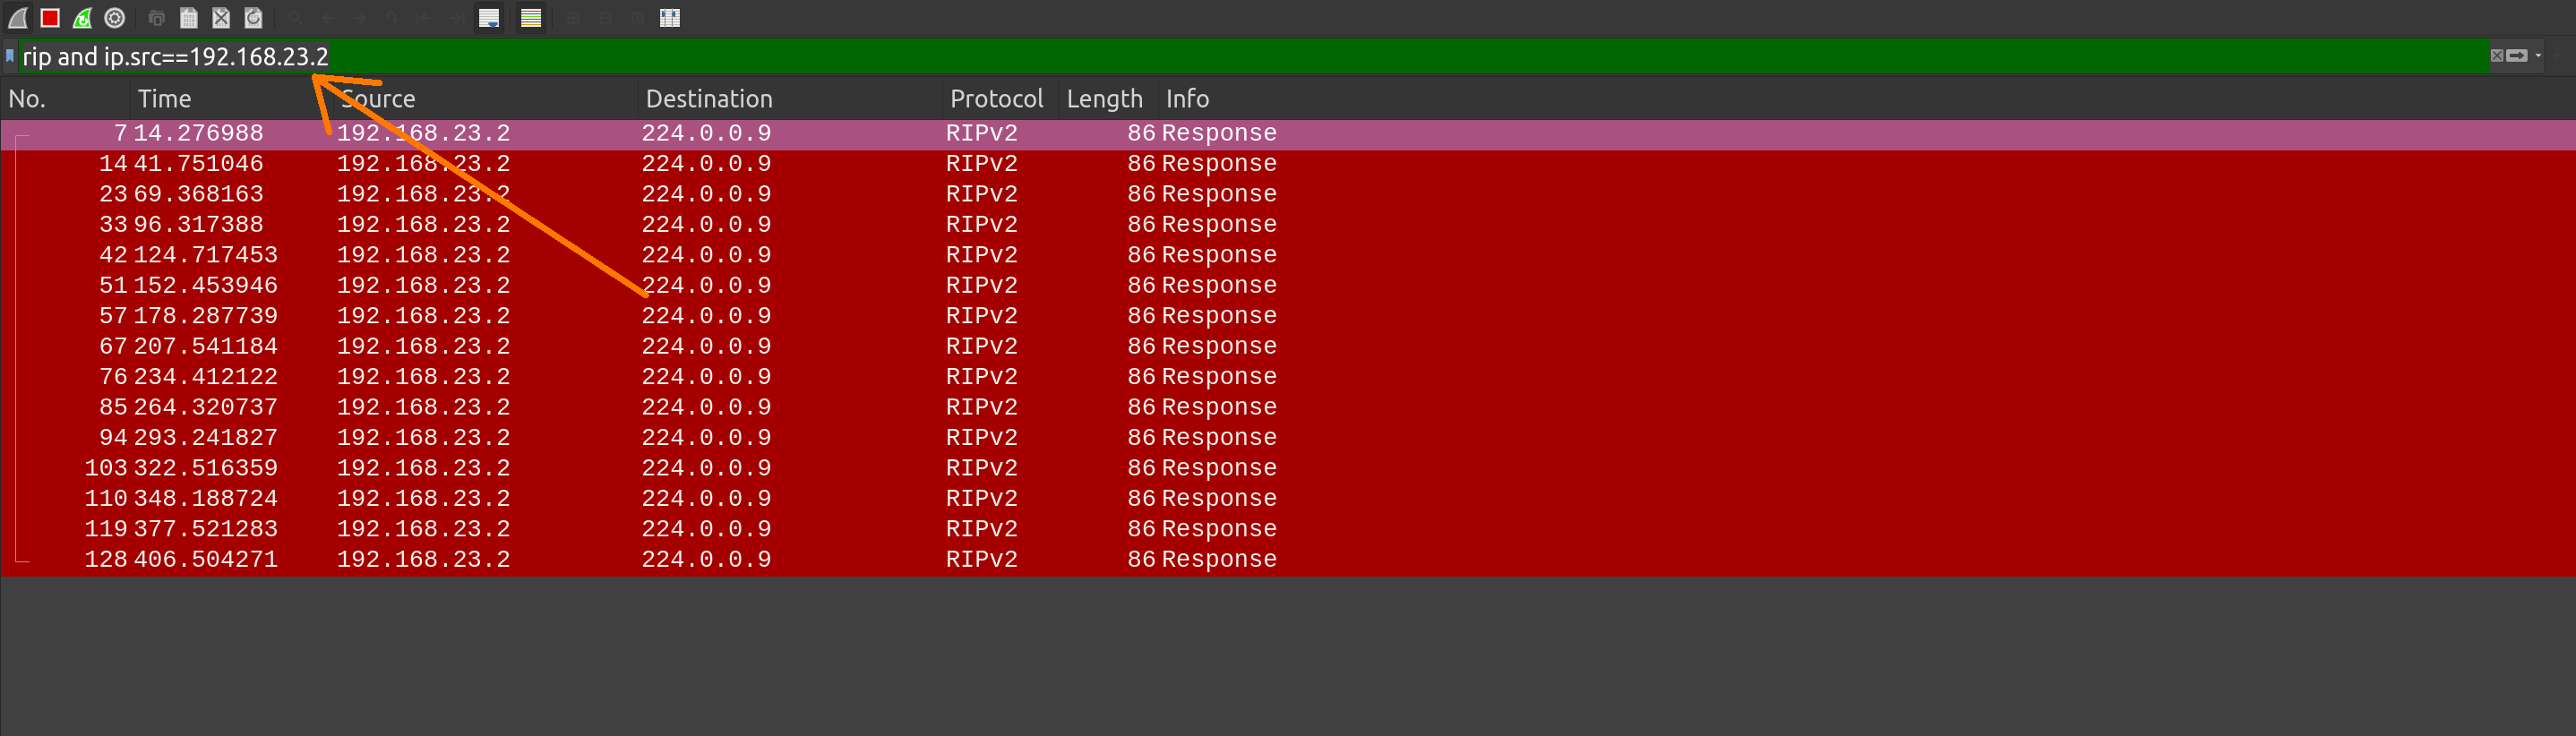 rip and ip.src==192.168.23.2
No. Time Source Destination Protocol Length Info
7 14.276988 192.168.23.2 224.0.0.9 RIPv2 86 Response
14 41.751046 192.168.23.2 224.0.0.9 RIPv2 86 Response
23 69.368163 192.168.23.2 224.0.0.9 RIPv2 86 Response
33 96.317388 192.168.23.2 224.0.0.9 RIPv2 86 Response
42 124.717453 192.168.23.2 224.0.0.9 RIPv2 86 Response
51 152.453946 192.168.23.2 224.0.0.9 RIPv2 86 Response
57 178.287739 192.168.23.2 224.0.0.9 RIPv2 86 Response
67 207.541184 192.168.23.2 224.0.0.9 RIPv2 86 Response
76 234.412122 192.168.23.2 224.0.0.9 RIPv2 86 Response
85 264.320737 192.168.23.2 224.0.0.9 RIPv2 86 Response
94 293.241827 192.168.23.2 224.0.0.9 RIPv2 86 Response
103 322.516359 192.168.23.2 224.0.0.9 RIPv2 86 Response
110 348.188724 192.168.23.2 224.0.0.9 RIPv2 86 Response
119 377.521283 192.168.23.2 224.0.0.9 RIPv2 86 Response
128 406.504271 192.168.23.2 224.0.0.9 RIPv2 86 Response